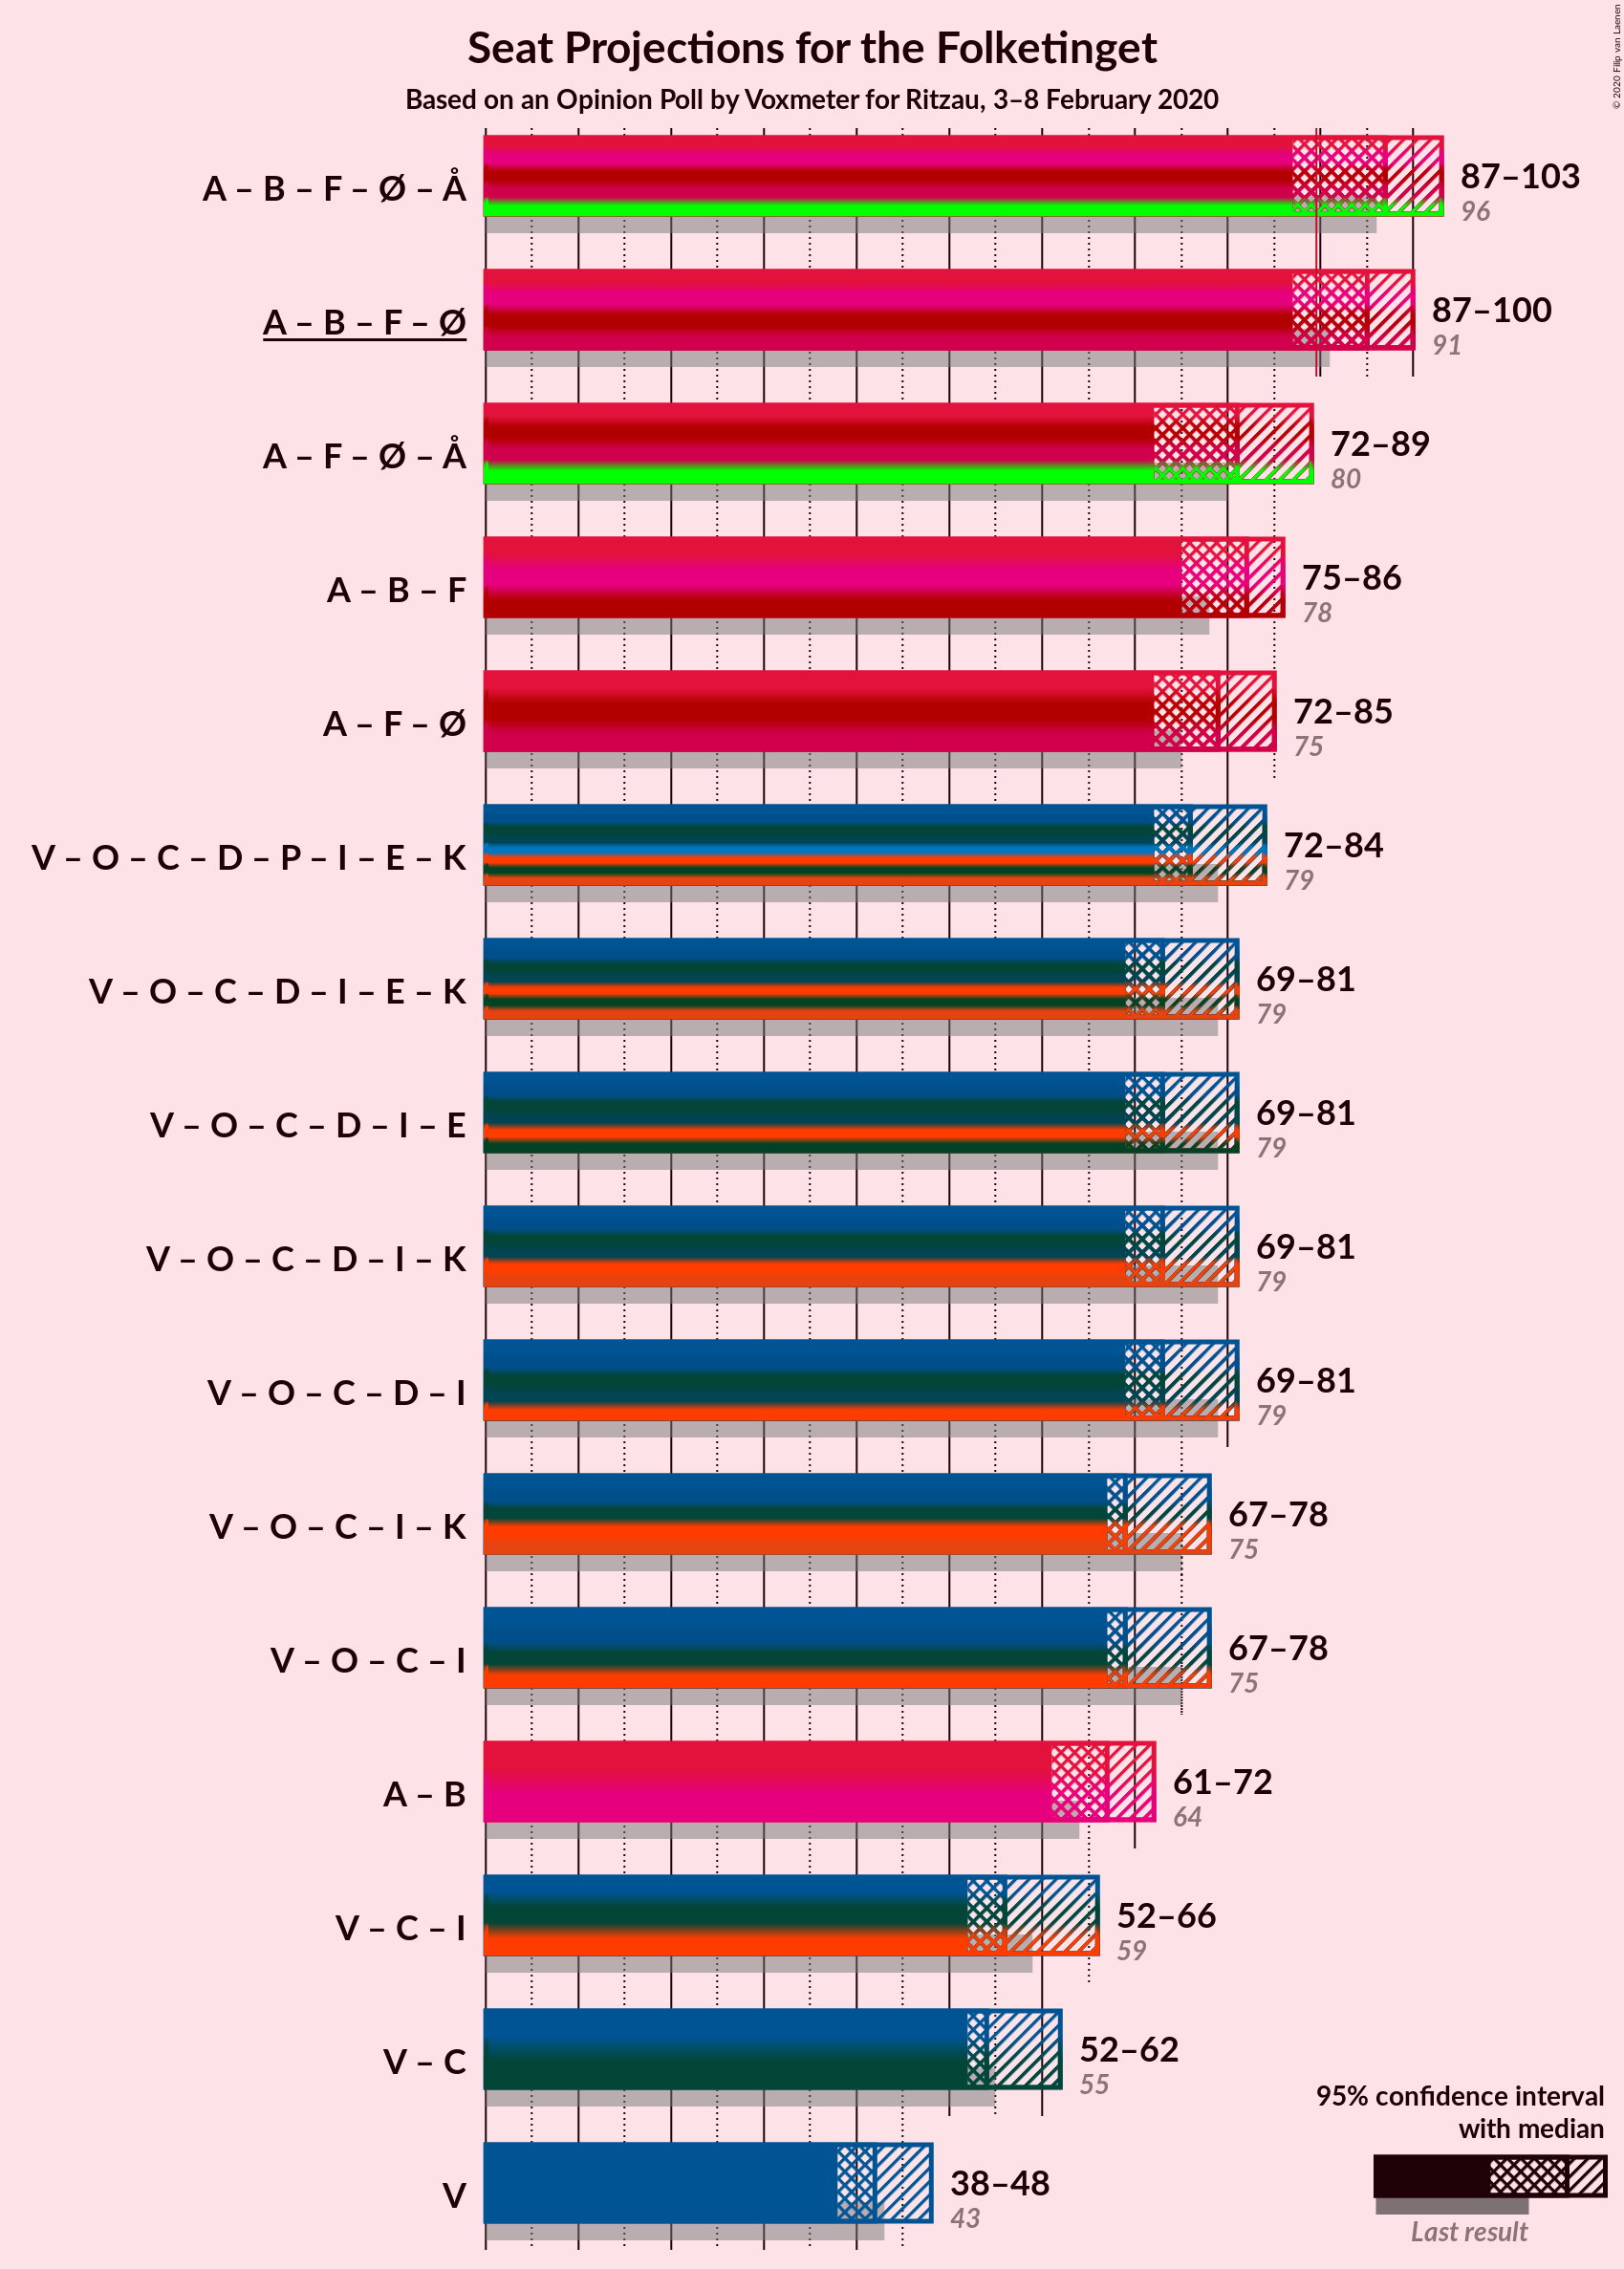 Seat Projections for the Folketinget
Based on an Opinion Poll by Voxmeter for Ritzau, 3–8 February 2020
© 2020 Filip van Laenen
A – B – F – Ø – Å
87–103
96
A – B – F – Ø
87–100
91
A – F – Ø – Å
72–89
80
A – B – F
75–86
78
A – F – Ø
72–85
75
V – O – C – D – P – I – E – K
72–84
79
V – O – C – D – I – E – K
69–81
79
V – O – C – D – I – E
69–81
79
V – O – C – D – I – K
69–81
79
V – O – C – D – I
69–81
79
V – O – C – I – K
67–78
75
V – O – C – I
67–78
75
A – B
61–72
64
V – C – I
52–66
59
V – C
52–62
55
V
38–48
43
95% confidence interval
with median
Last result